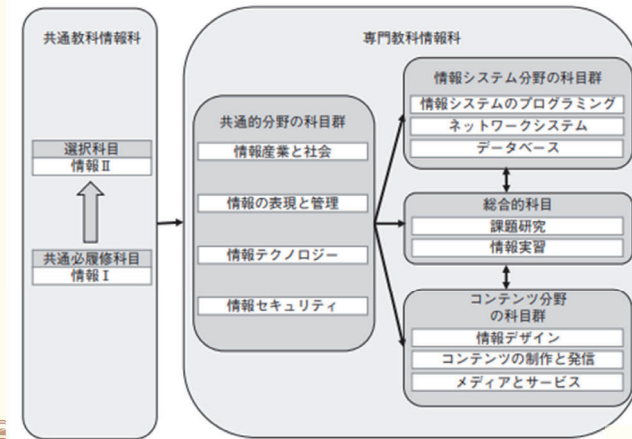 共通教科情報科
選択科目
情報Ⅱ
共通必履修科目
情報Ⅰ
専門教科情報科
共通的分野の科目群
情報産業と社会
情報の表現と管理
情報テクノロジー
情報セキュリティ
情報システム分野の科目群
情報システムのプログラミング
ネットワークシステム
データベース
総合的科目
課題研究
情報実習
コンテンツ分野
の科目群
情報デザイン
コンテンツの制作と発信
メディアとサービス